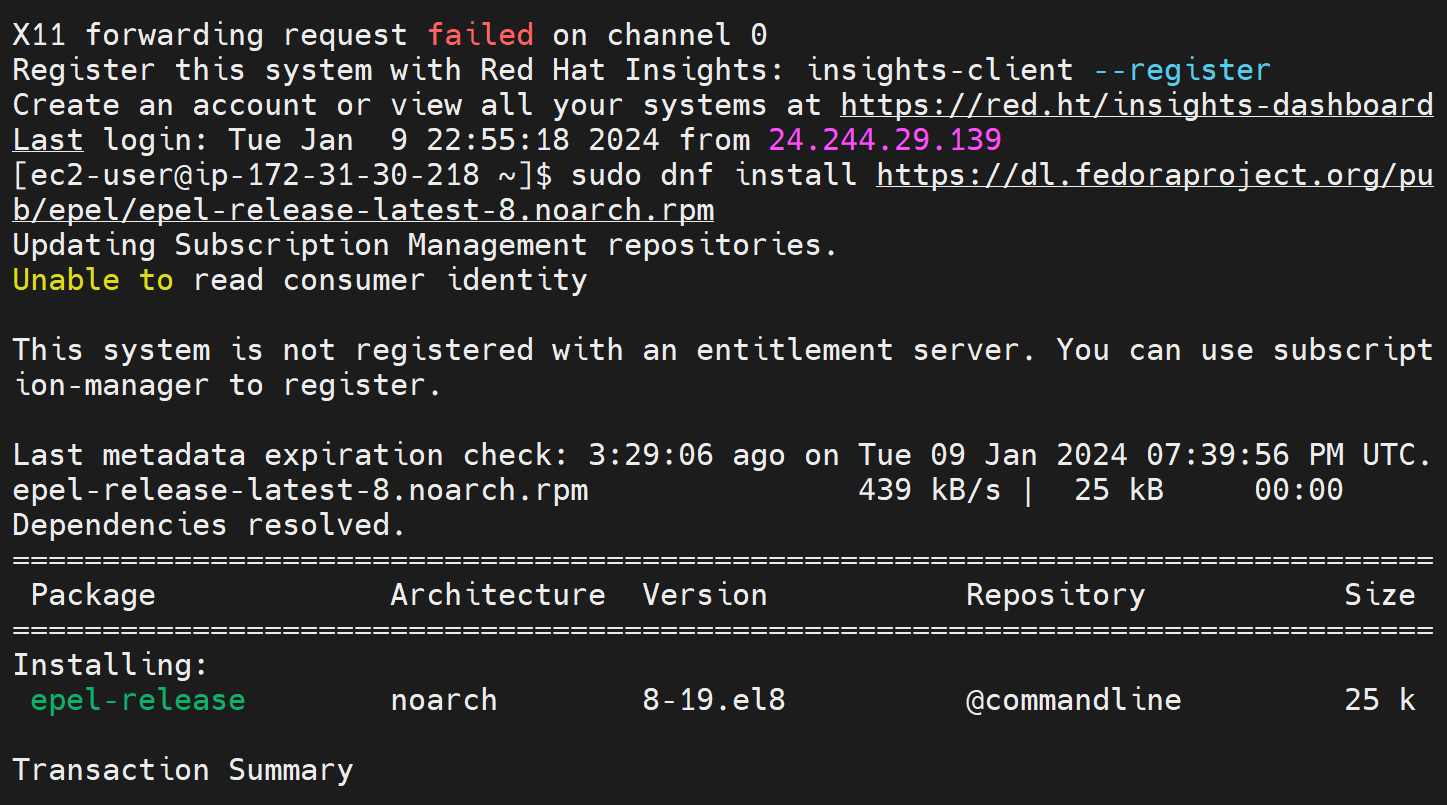 X11 forwarding request failed on channel 0
Register this system with Red Hat Insights: insights-client --register
Create an account or view all your systems at https://red.ht/insights-dashboard
Last login: Tue Jan  9 22:55:18 2024 from 24.244.29.139
[ec2-user@ip-172-31-30-218 ~]$ sudo dnf install https://dl.fedoraproject.org/pu
b/epel/epel-release-latest-8.noarch.rpm
Updating Subscription Management repositories.
Unable to read consumer identity

This system is not registered with an entitlement server. You can use subscript
ion-manager to register.

Last metadata expiration check: 3:29:06 ago on Tue 09 Jan 2024 07:39:56 PM UTC.
epel-release-latest-8.noarch.rpm               439 kB/s |  25 kB     00:00
Dependencies resolved.
===============================================================================
 Package             Architecture  Version           Repository           Size
===============================================================================
Installing:
 epel-release        noarch        8-19.el8          @commandline         25 k

Transaction Summary